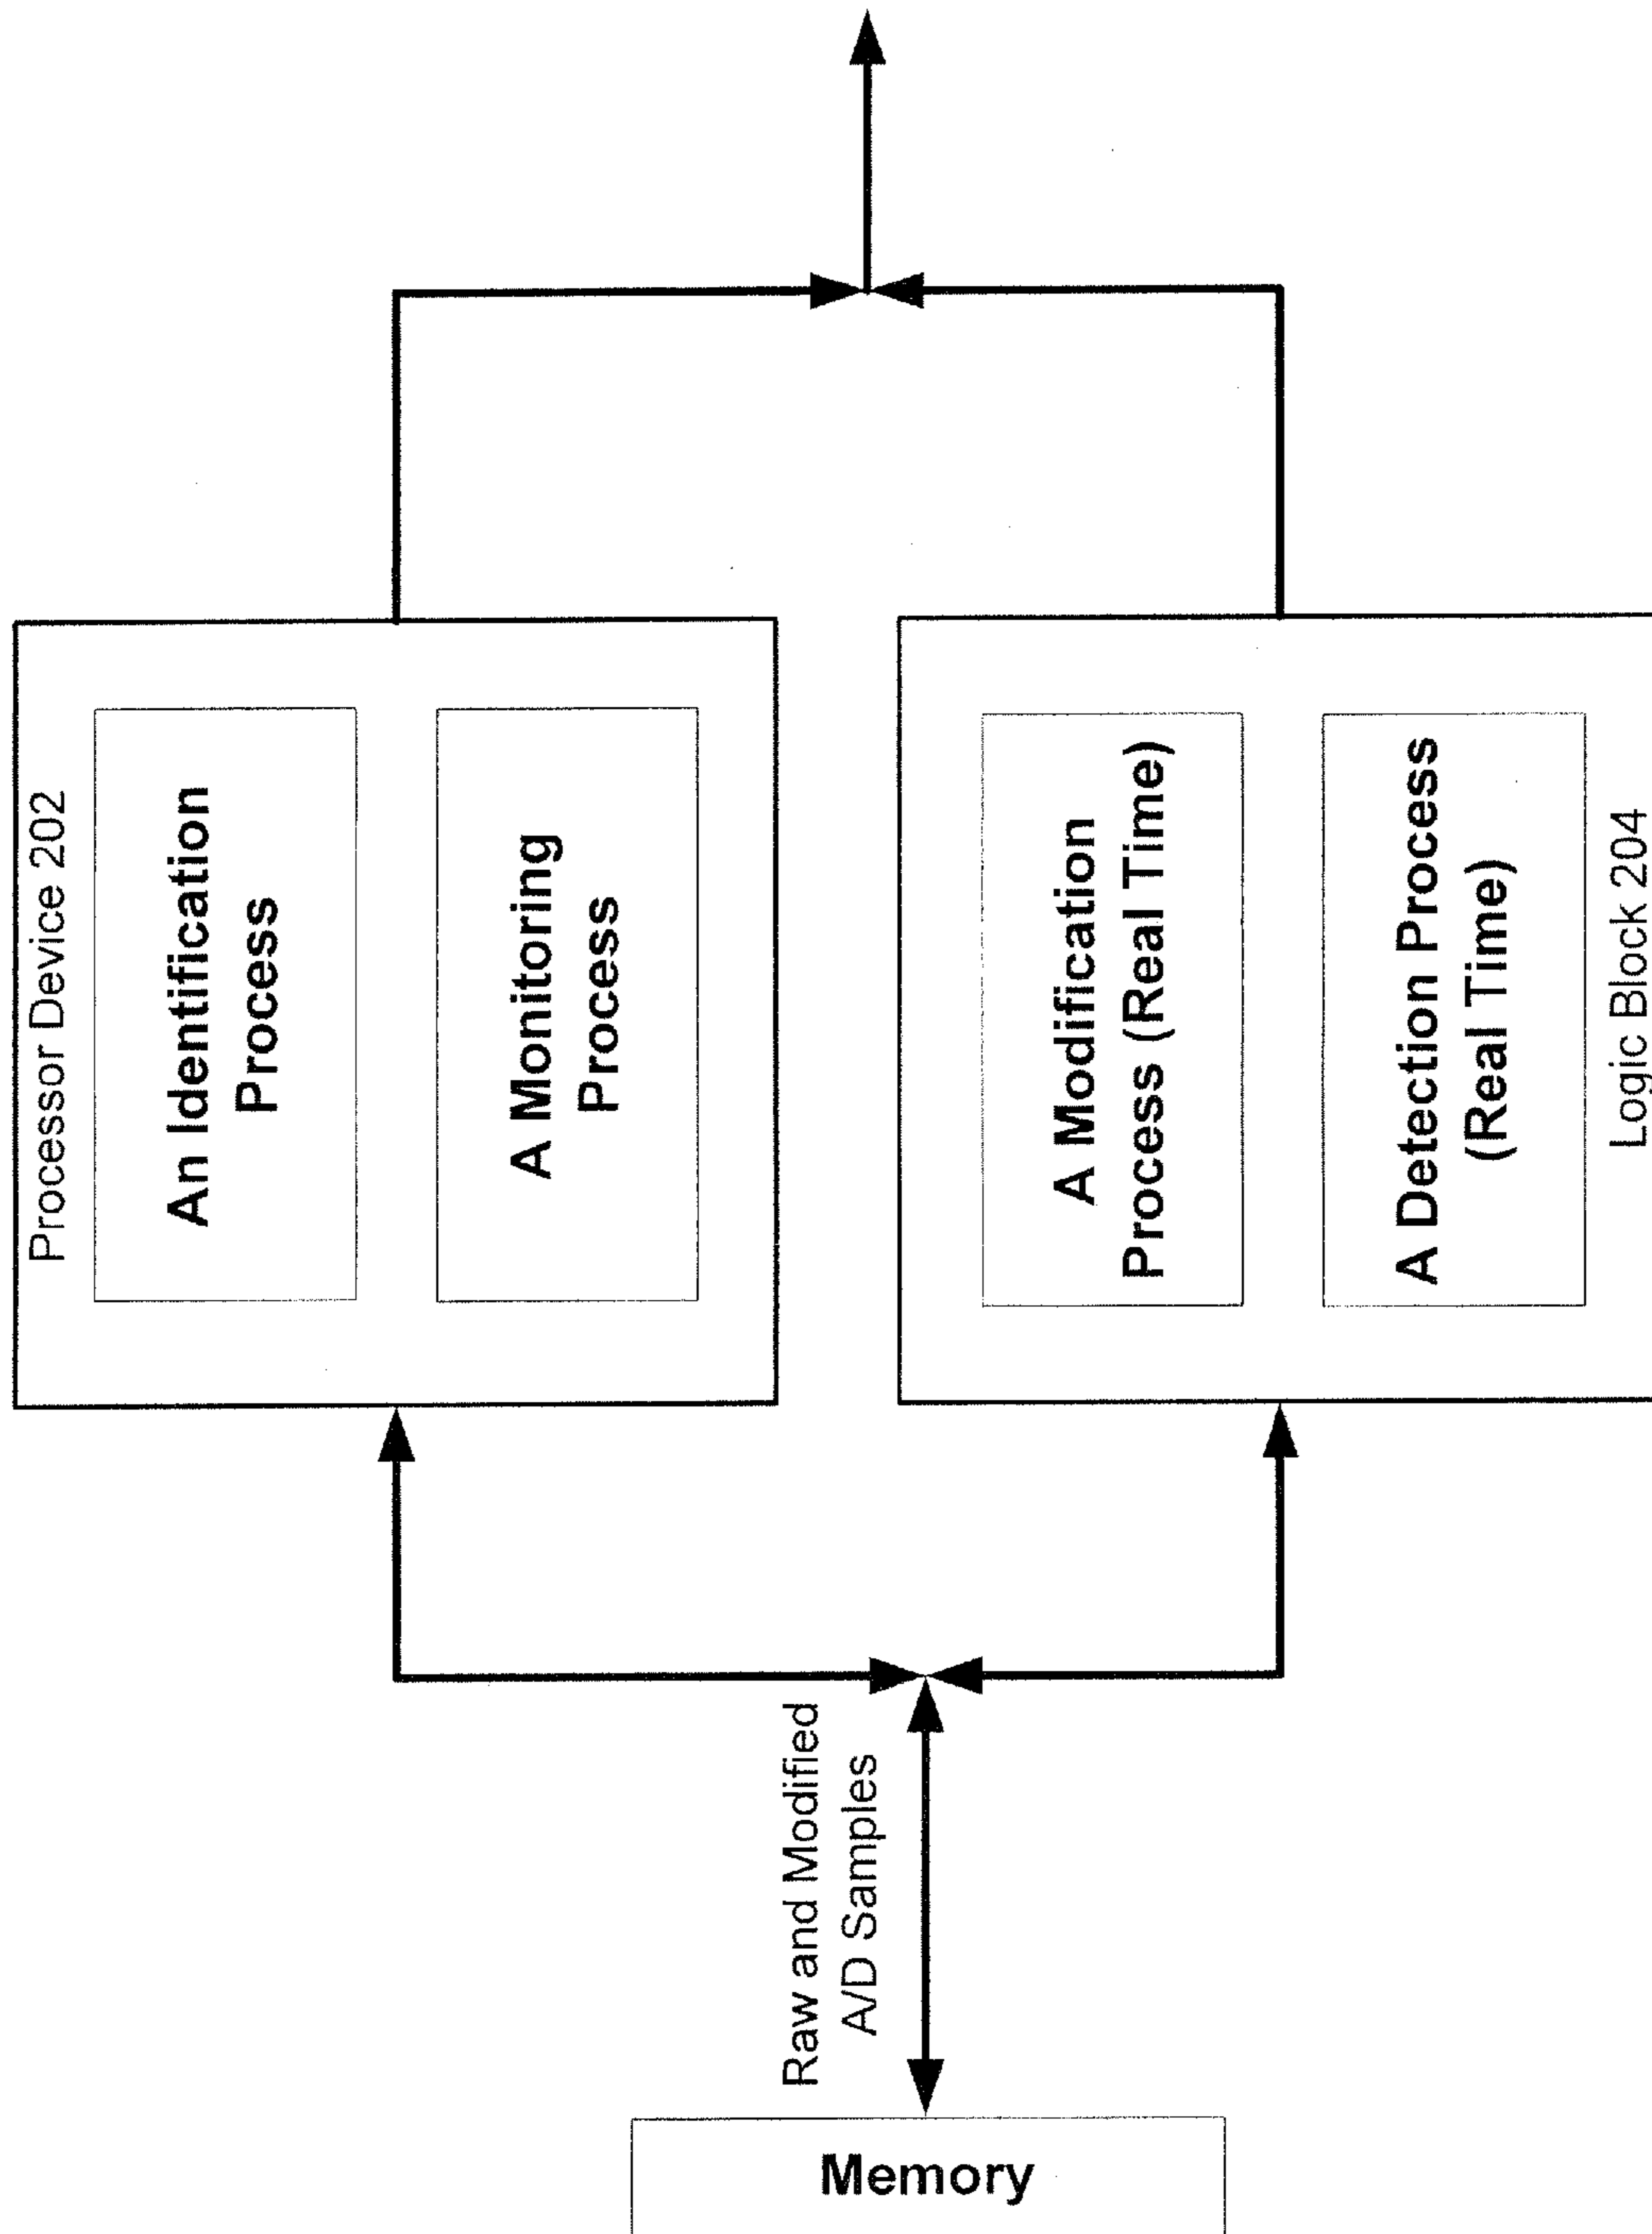 Processor Device 202
An Identification
Process
A Monitoring
Process
A Modification
Process (Real Time)
A Detection Process
(Real Time)
Logic Block 204
Raw and Modified
A/D Samples
Memory